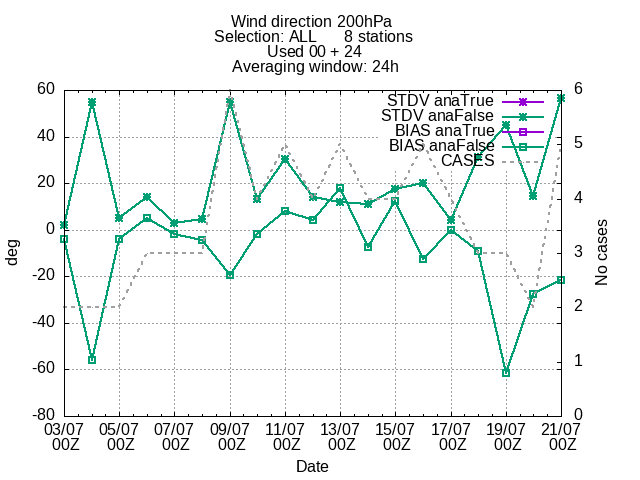 Wind direction 200hPa
Selection: ALL 8 stations
Used 00 + 24
Averaging window: 24h
60
40
20
0
-20
-40
-60
-80
deg
6
5
4
3
2
1
0
No cases
STDV anaTrue
STDV anaFalse
BIAS anaTrue
BIAS anaFalse
CASES
03/07 05/07 07/07 09/07 11/07 13/07 15/07 17/07 19/07 21/07
00Z 00Z 00Z 00Z 00Z 00Z 00Z 00Z 00Z 00Z
Date